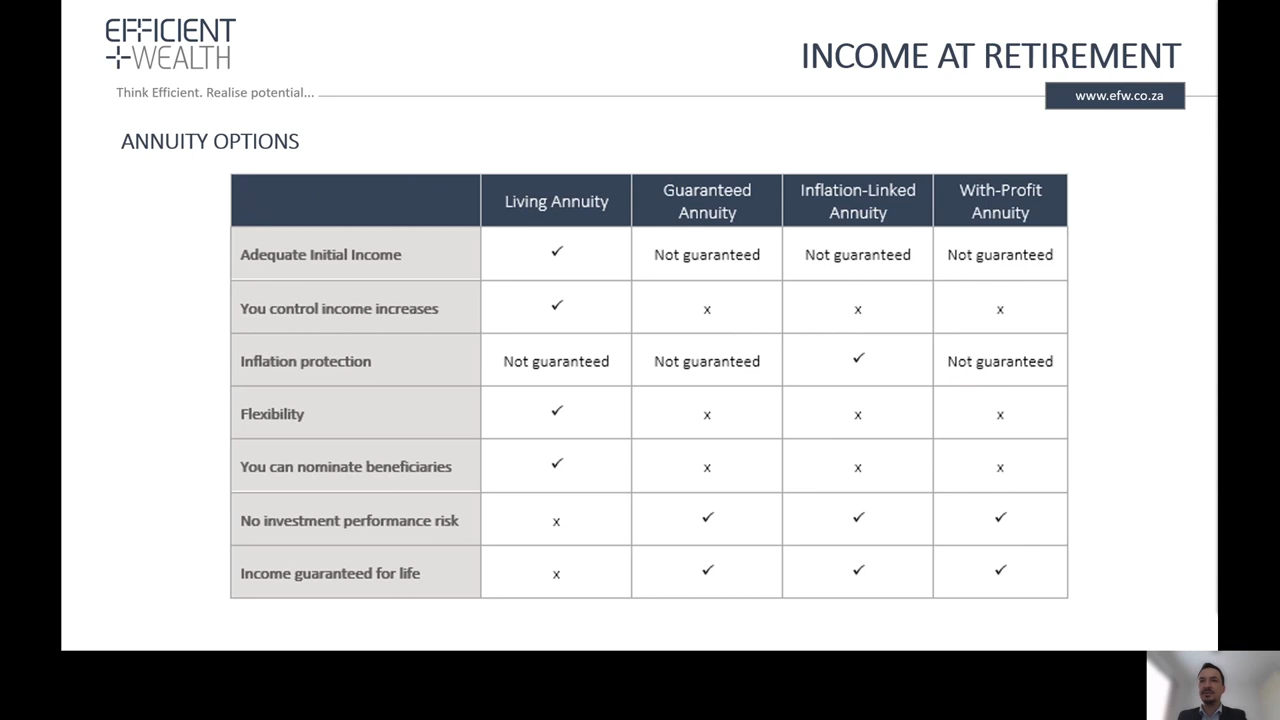 EFFICIENT
WEALTH
INCOME AT RETIREMENT
Think Efficient. Realise potential...
www.efw.co.za
ANNUITY OPTIONS
Living Annuity
Guaranteed
Annuity
Inflation-Linked
Annuity
With-Profit
Annuity
Adequate Initial Income ✓ Not guaranteed Not guaranteed Not guaranteed
You control income increases ✓ x x x
Inflation protection Not guaranteed Not guaranteed ✓ Not guaranteed
Flexibility ✓ x x x
You can nominate beneficiaries ✓ x x x
No investment performance risk x ✓ ✓ ✓
Income guaranteed for life x ✓ ✓ ✓